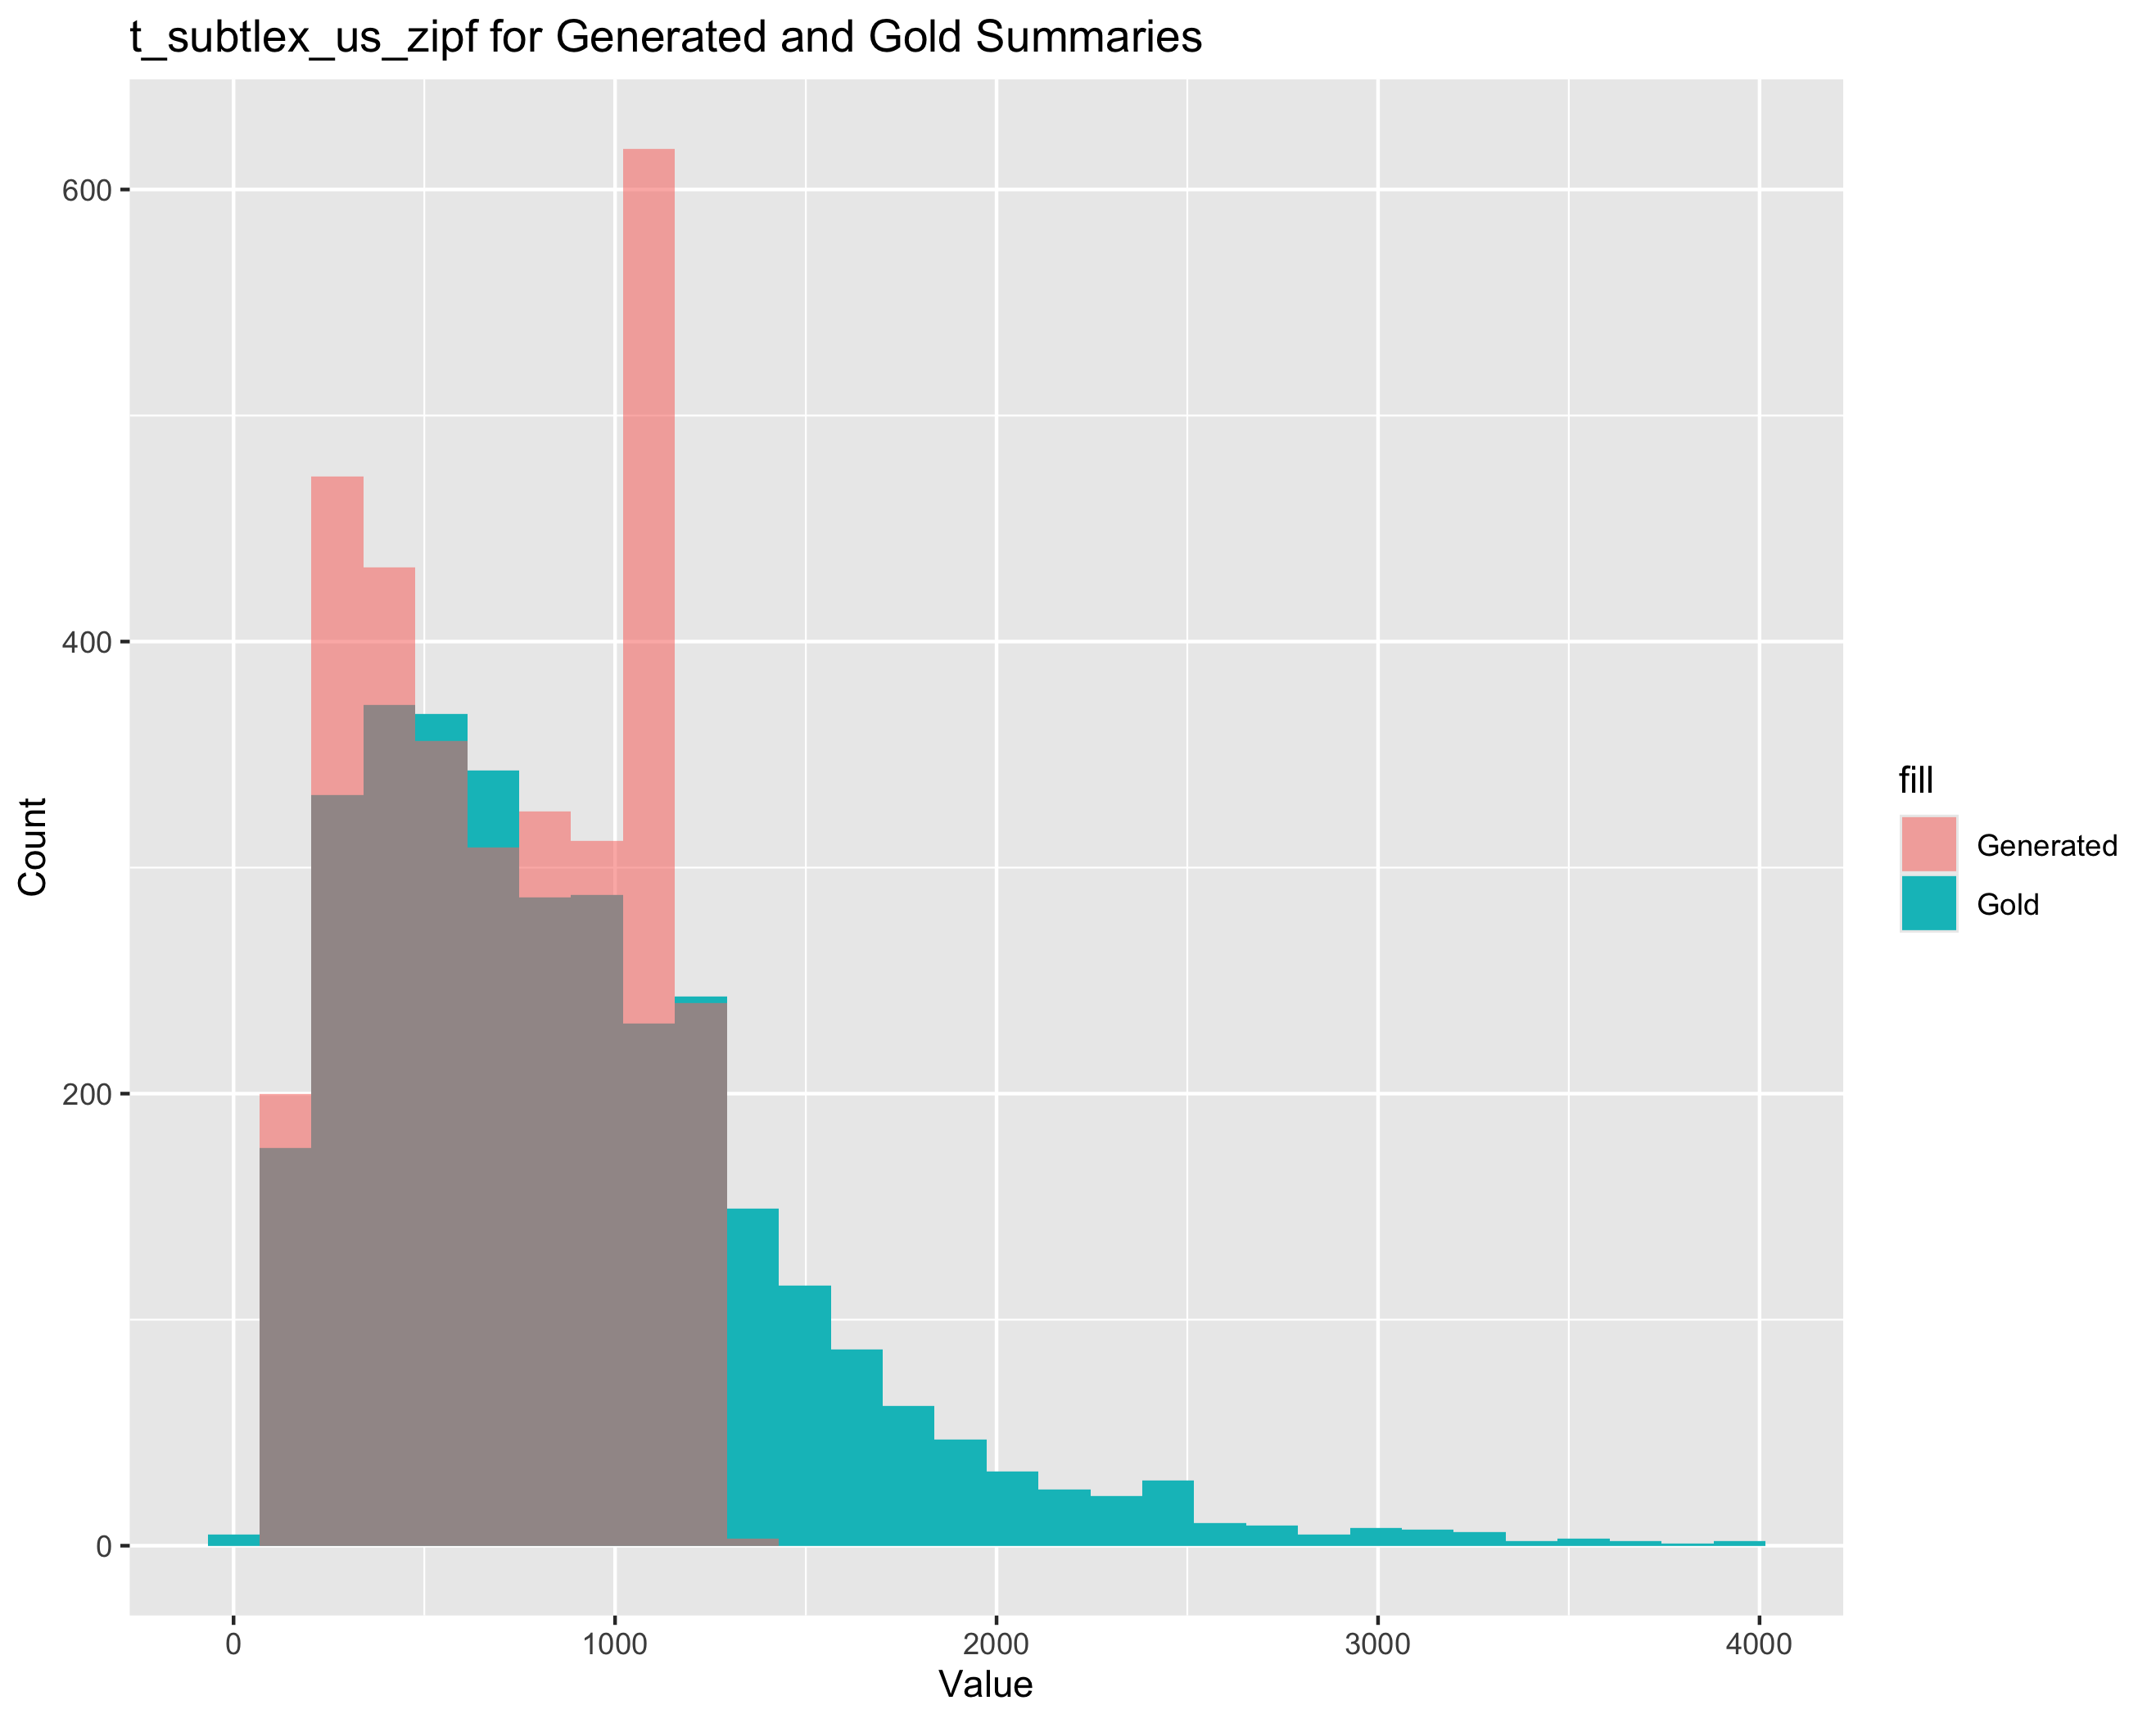 t_subtlex_us_zipf for Generated and Gold Summaries
600
400
200
0
Count
0 1000 2000 3000 4000
Value
fill
Generated
Gold